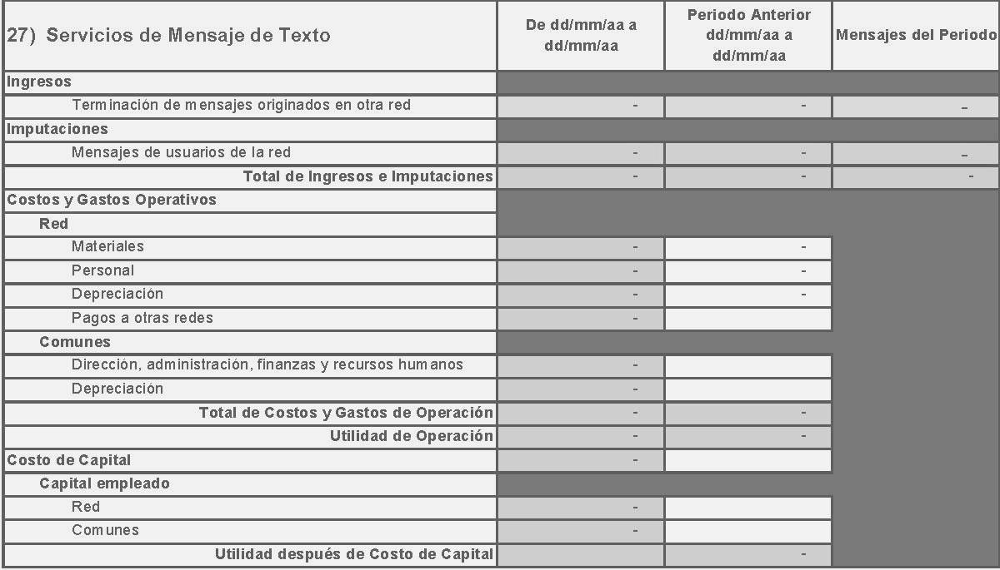 27) Servicios de Mensaje de Texto
De dd/mm/aa a
dd/mm/aa
Periodo Anterior
dd/mm/aa a
dd/mm/aa
Mensajes del Periodo
Ingresos
Terminación de mensajes originados en otra red - - -
Imputaciones
Mensajes de usuarios de la red - - -
Total de Ingresos e Imputaciones - - -
Costos y Gastos Operativos
Red
Materiales - -
Personal - -
Depreciación - -
Pagos a otras redes -
Comunes
Dirección, administración, finanzas y recursos humanos -
Depreciación -
Total de Costos y Gastos de Operación - -
Utilidad de Operación - -
Costo de Capital -
Capital empleado
Red -
Comunes -
Utilidad después de Costo de Capital -